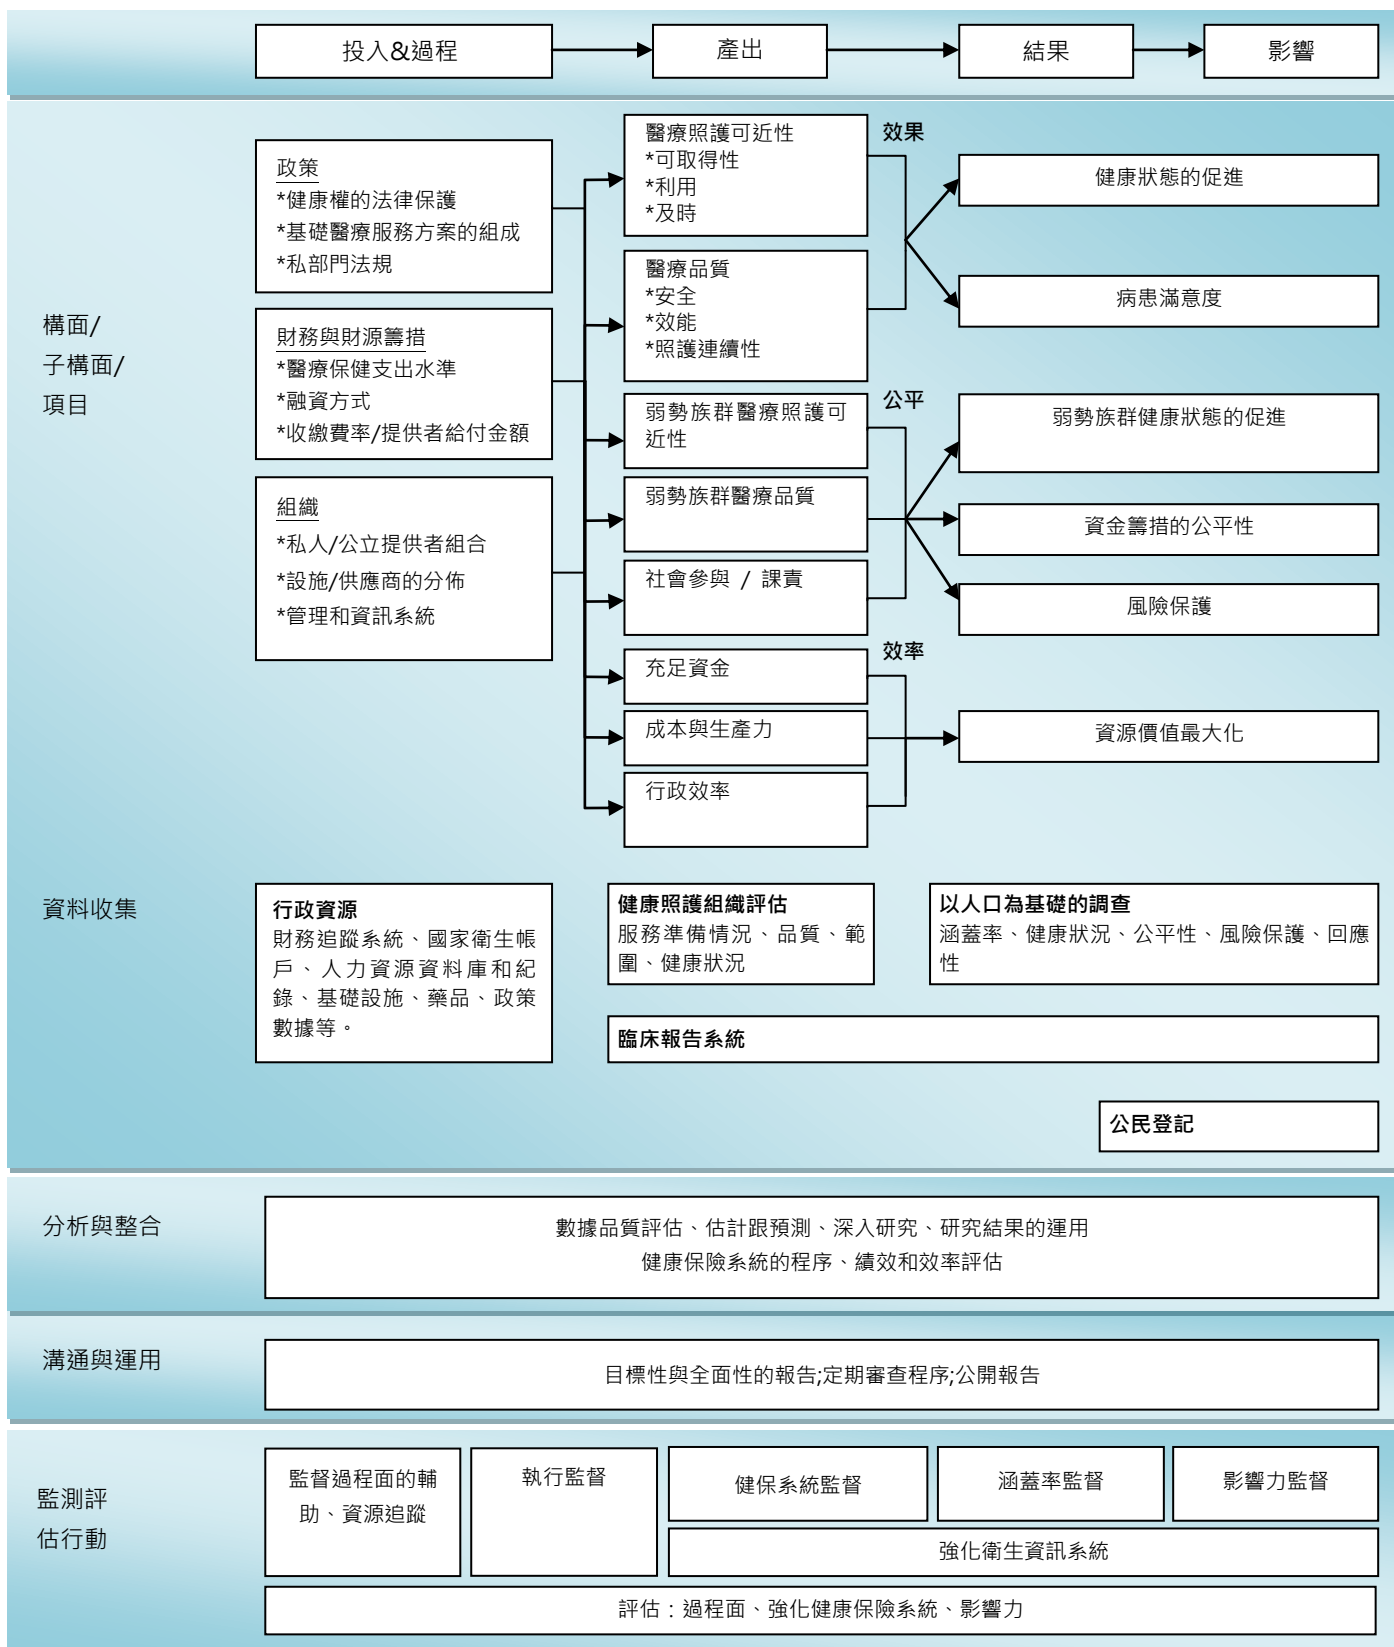 投入&過程
產出
結果
影響
構面/
子構面/
項目
政策
*健康權的法律保護
*基礎醫療服務方案的組成
*私部門法規
財務與財源籌措
*醫療保健支出水準
*融資方式
*收繳費率/提供者給付金額
組織
*私人/公立提供者組合
*設施/供應商的分佈
*管理和資訊系統
醫療照護可近性
*可取得性
*利用
*及時
醫療品質
*安全
*效能
*照護連續性
弱勢族群醫療照護可
近性
弱勢族群醫療品質
社會參與 / 課責
充足資金
成本與生產力
行政效率
效果
公平
效率
健康狀態的促進
病患滿意度
弱勢族群健康狀態的促進
資金籌措的公平性
風險保護
資源價值最大化
資料收集
行政資源
財務追蹤系統、國家衛生帳
戶、人力資源資料庫和紀
錄、基礎設施、藥品、政策
數據等。
健康照護組織評估
服務準備情況、品質、範
圍、健康狀況
以人口為基礎的調查
涵蓋率、健康狀況、公平性、風險保護、回應
性
臨床報告系統
公民登記
分析與整合
數據品質評估、估計跟預測、深入研究、研究結果的運用
健康保險系統的程序、績效和效率評估
溝通與運用
目標性與全面性的報告;定期審查程序;公開報告
監測評
估行動
監督過程面的輔
助、資源追蹤
執行監督
健保系統監督
涵蓋率監督
影響力監督
強化衛生資訊系統
評估：過程面、強化健康保險系統、影響力